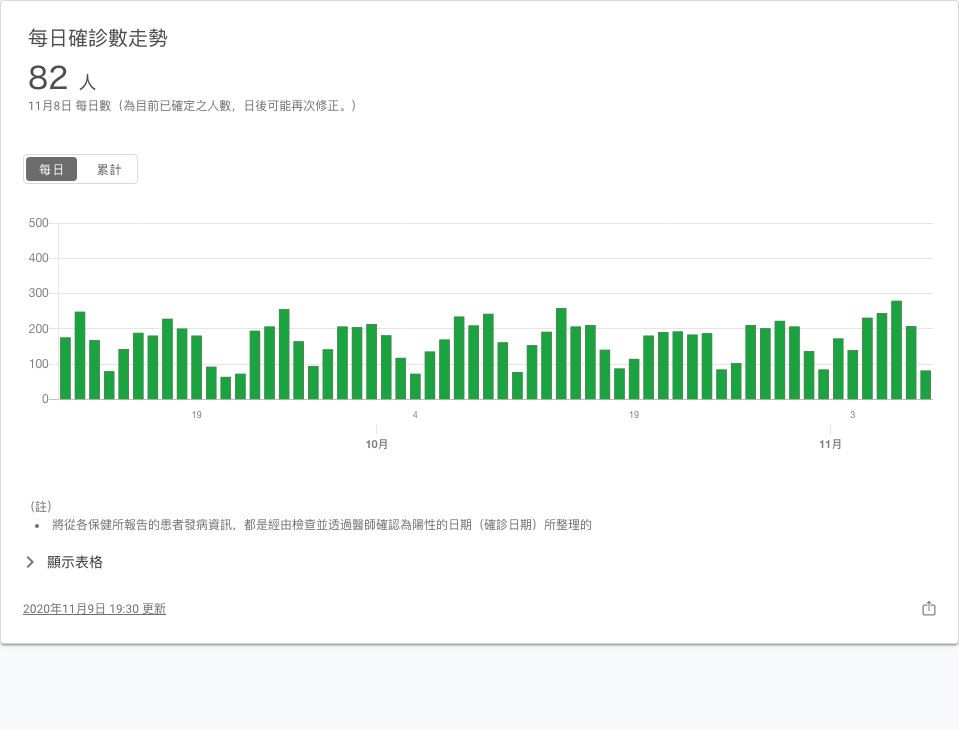 每日確診數走勢
82 人
11月8日 每日數（為目前已確定之人數，日後可能再次修正。）
每日 累計
500
400
300
200
100
0
19 4 19 3
10月 11月
（註）
• 將從各保健所報告的患者發病資訊，都是經由檢查並透過醫師確認為陽性的日期（確診日期）所整理的
顯示表格
2020年11月9日 19:30 更新